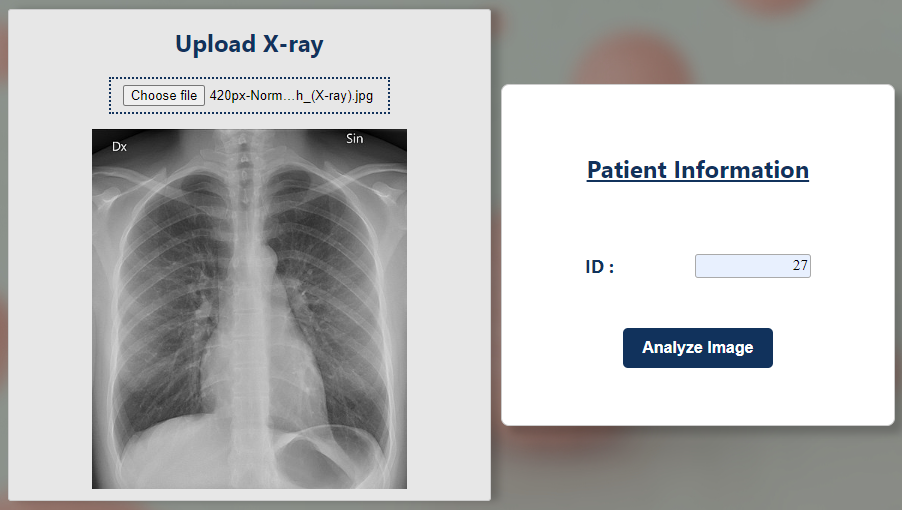 Upload X-ray
Choose file 420px-Norm...h_(X-ray).jpg
Dx
Sin
Patient Information
ID : 27
Analyze Image